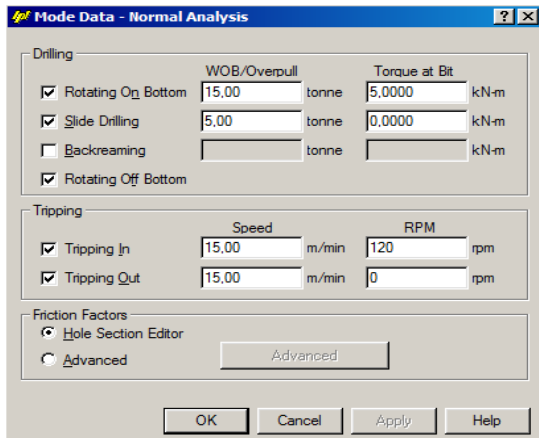 Mode Data - Normal Analysis
Drilling
WOB/Overpull Torque at Bit
Rotating On Bottom 15,00 tonne 5,0000 kN-m
Slide Drilling 5,00 tonne 0,0000 kN-m
Backreaming tonne kN-m
Rotating Off Bottom
Tripping
Speed RPM
Tripping In 15,00 m/min 120 rpm
Tripping Out 15,00 m/min 0 rpm
Friction Factors
Hole Section Editor
Advanced Advanced
OK Cancel Apply Help